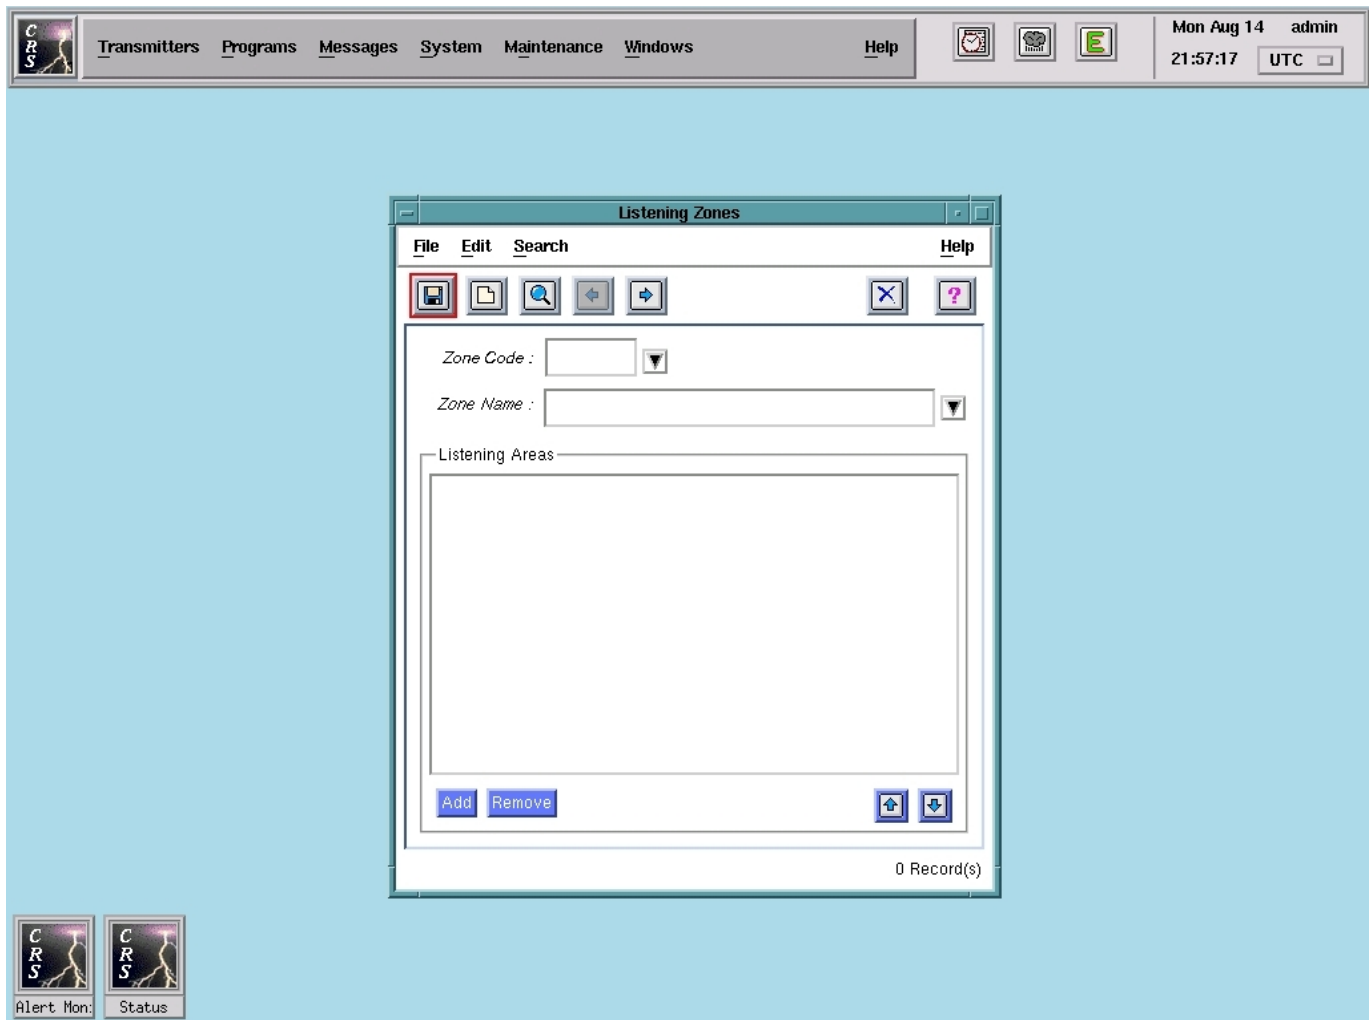 CRS
Transmitters Programs Messages System Maintenance Windows Help
E
Mon Aug 14 admin
21:57:17 UTC
Listening Zones
File Edit Search Help
?
Zone Code :
Zone Name :
Listening Areas
Add Remove
0 Record(s)
CRS
Alert Mon:
CRS
Status